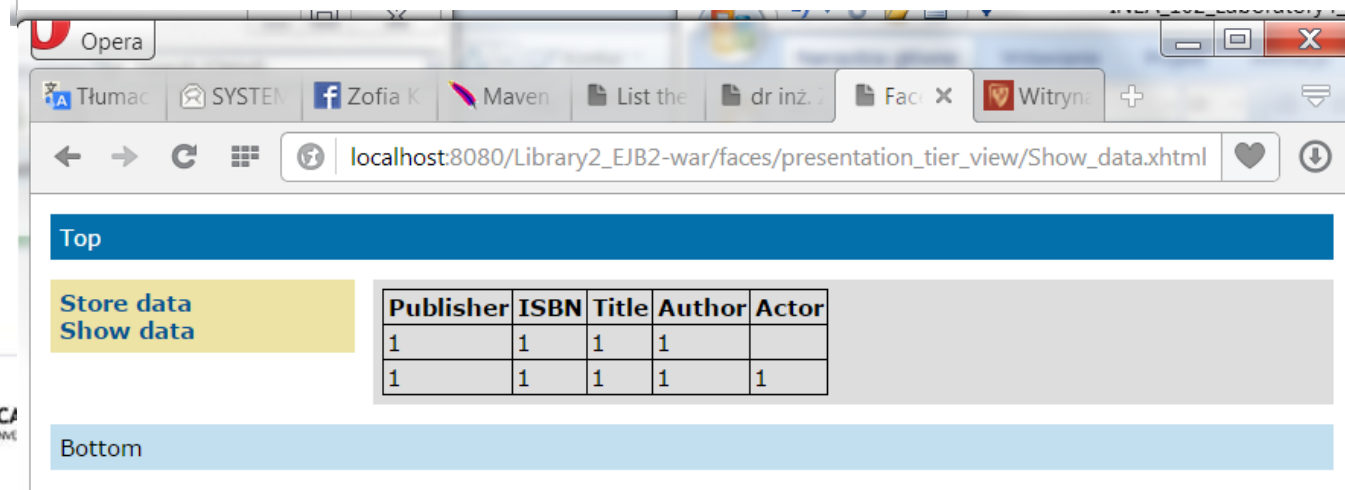 Opera
Tłumac SYSTEM Zofia K Maven List the dr inż. Fac Witryna
localhost:8080/Library2_EJB2-war/faces/presentation_tier_view/Show_data.xhtml
Top
Store data
Show data
Publisher ISBN Title Author Actor
1 1 1 1
1 1 1 1 1
Bottom